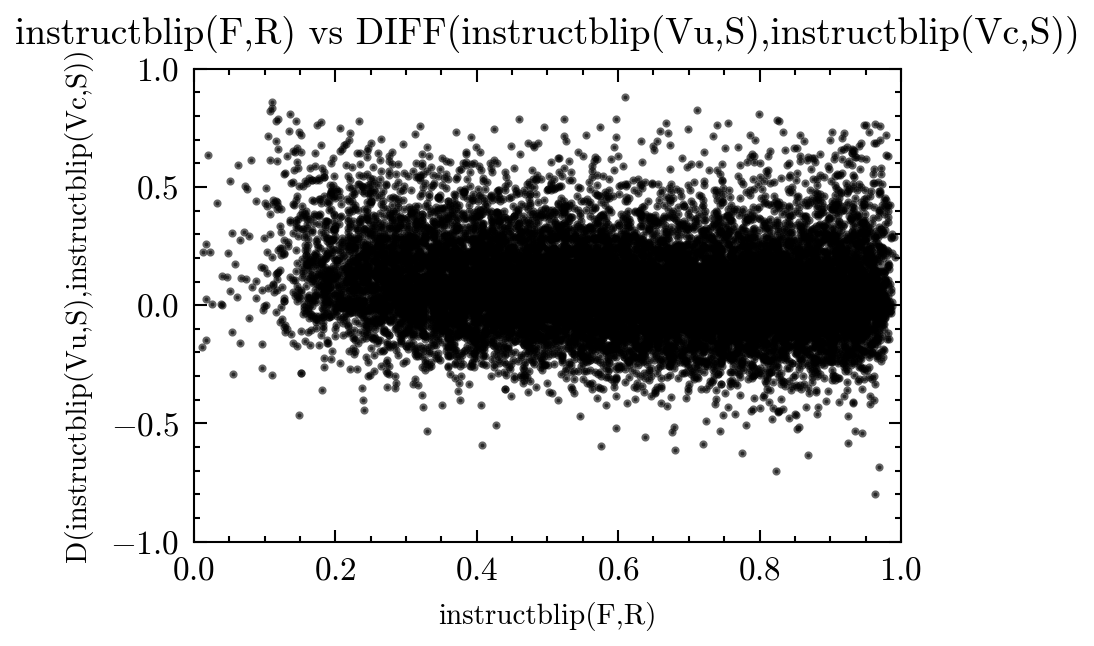 instructblip(F,R) vs DIFF(instructblip(Vu,S),instructblip(Vc,S))
D(instructblip(Vu,S),instructblip(Vc,S))
1.0
0.5
0.0
−0.5
−1.0
0.0 0.2 0.4 0.6 0.8 1.0
instructblip(F,R)